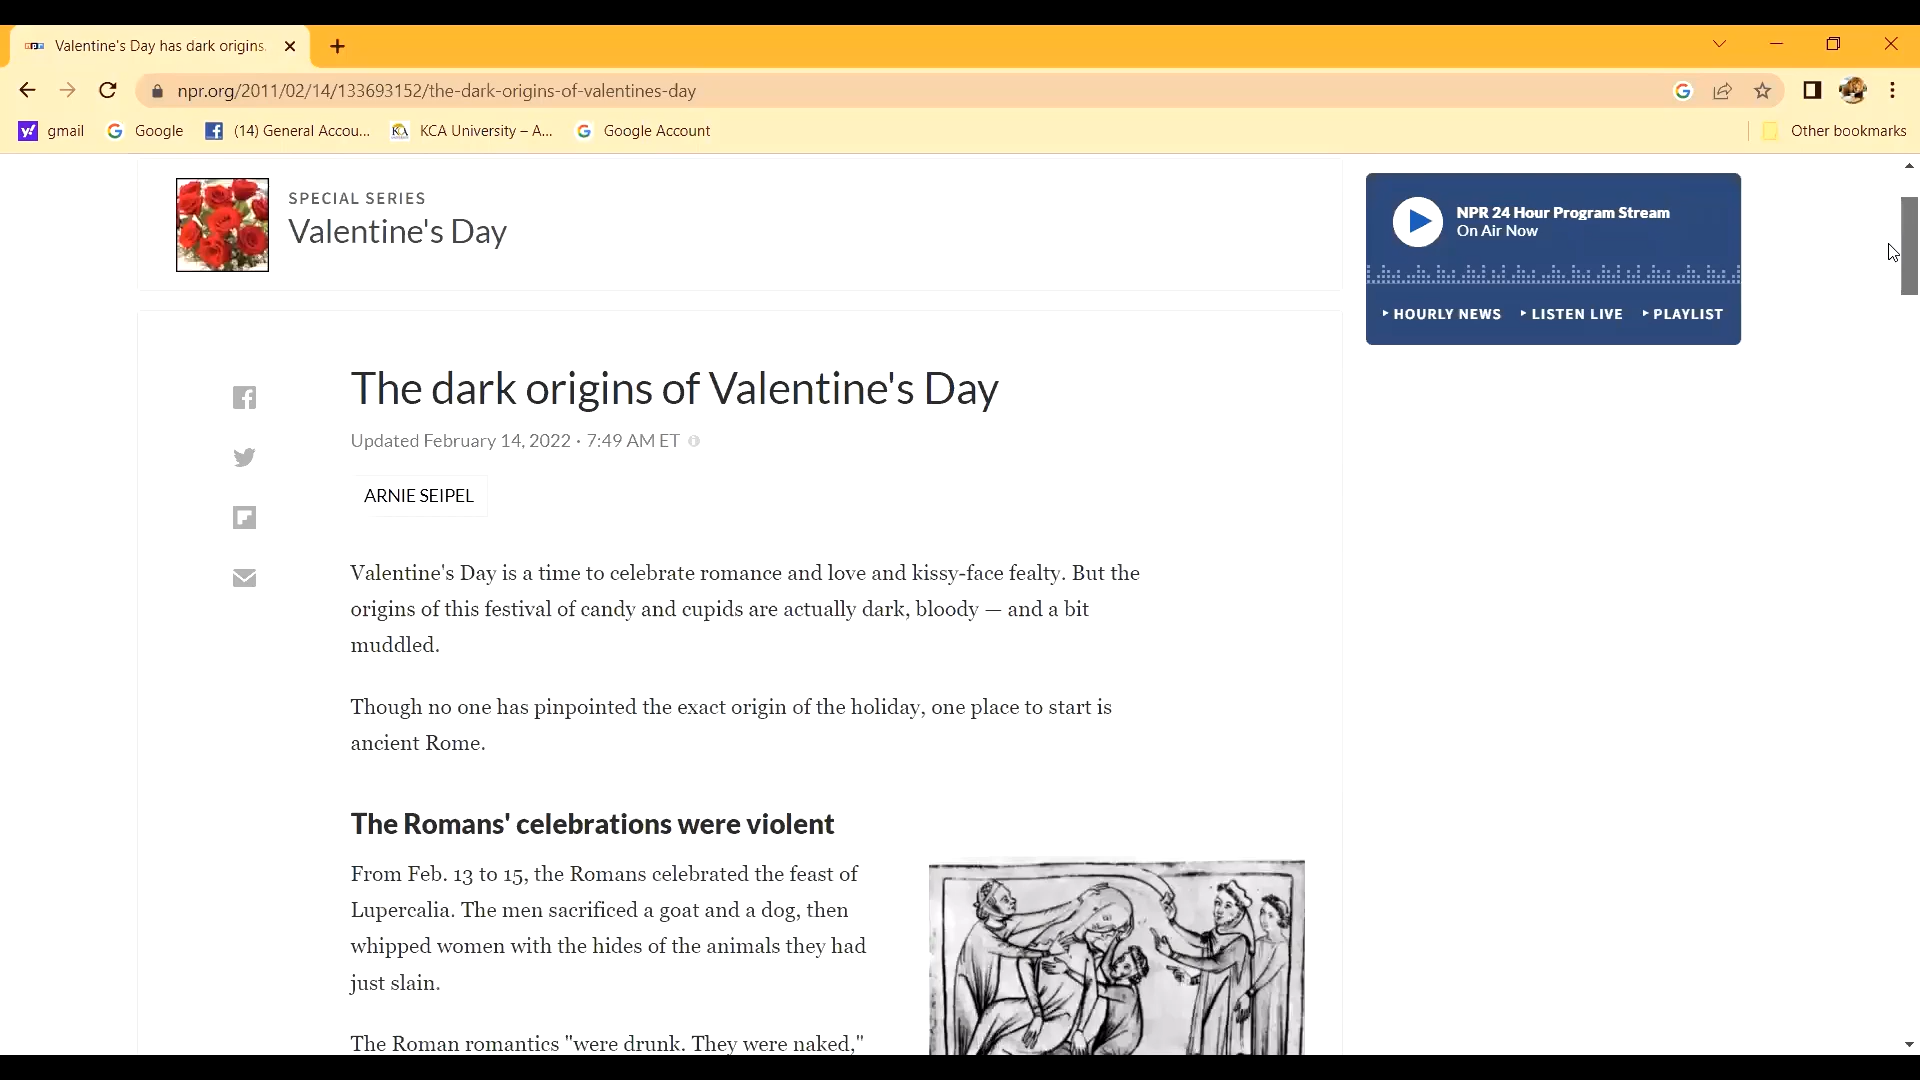 Valentine's Day has dark origins.
npr.org/2011/02/14/133693152/the-dark-origins-of-valentines-day
gmail
Google
(14) General Accou...
KCA University – A...
Google Account
Other bookmarks
SPECIAL SERIES
Valentine's Day
NPR 24 Hour Program Stream
On Air Now
HOURLY NEWS
LISTEN LIVE
PLAYLIST
The dark origins of Valentine's Day
Updated February 14, 2022 · 7:49 AM ET
ARNIE SEIPEL
Valentine's Day is a time to celebrate romance and love and kissy-face fealty. But the
origins of this festival of candy and cupids are actually dark, bloody — and a bit
muddled.
Though no one has pinpointed the exact origin of the holiday, one place to start is
ancient Rome.
The Romans' celebrations were violent
From Feb. 13 to 15, the Romans celebrated the feast of
Lupercalia. The men sacrificed a goat and a dog, then
whipped women with the hides of the animals they had
just slain.
The Roman romantics "were drunk. They were naked,"